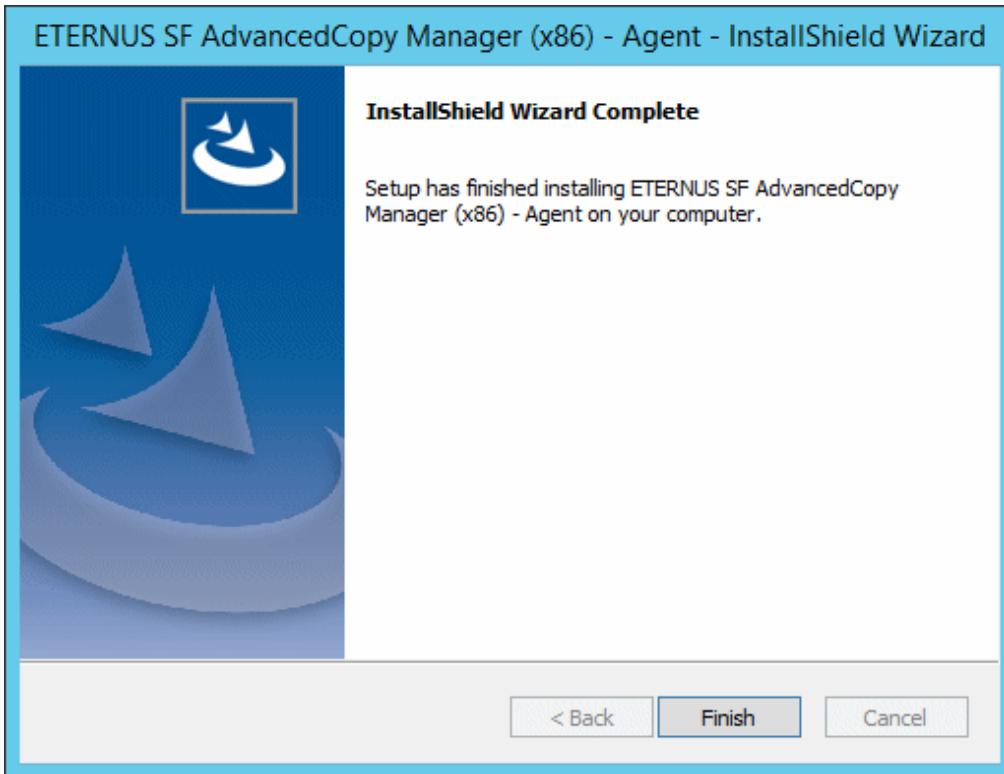 ETERNUS SF AdvancedCopy Manager (x86) - Agent - InstallShield Wizard
InstallShield Wizard Complete
Setup has finished installing ETERNUS SF AdvancedCopy
Manager (x86) - Agent on your computer.
< Back Finish Cancel